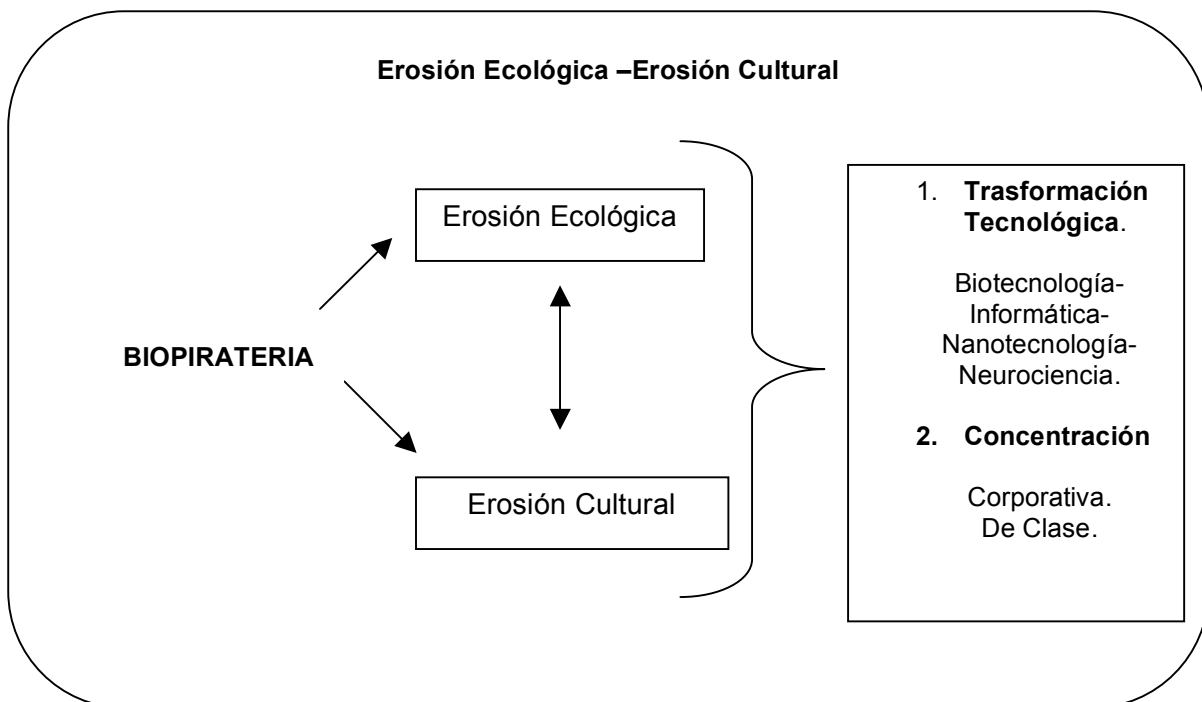 Erosión Ecológica –Erosión Cultural
Erosión Ecológica
BIOPIRATERIA
Erosión Cultural
1. Trasformación
Tecnológica.
Biotecnología-
Informática-
Nanotecnología-
Neurociencia.
2. Concentración
Corporativa.
De Clase.